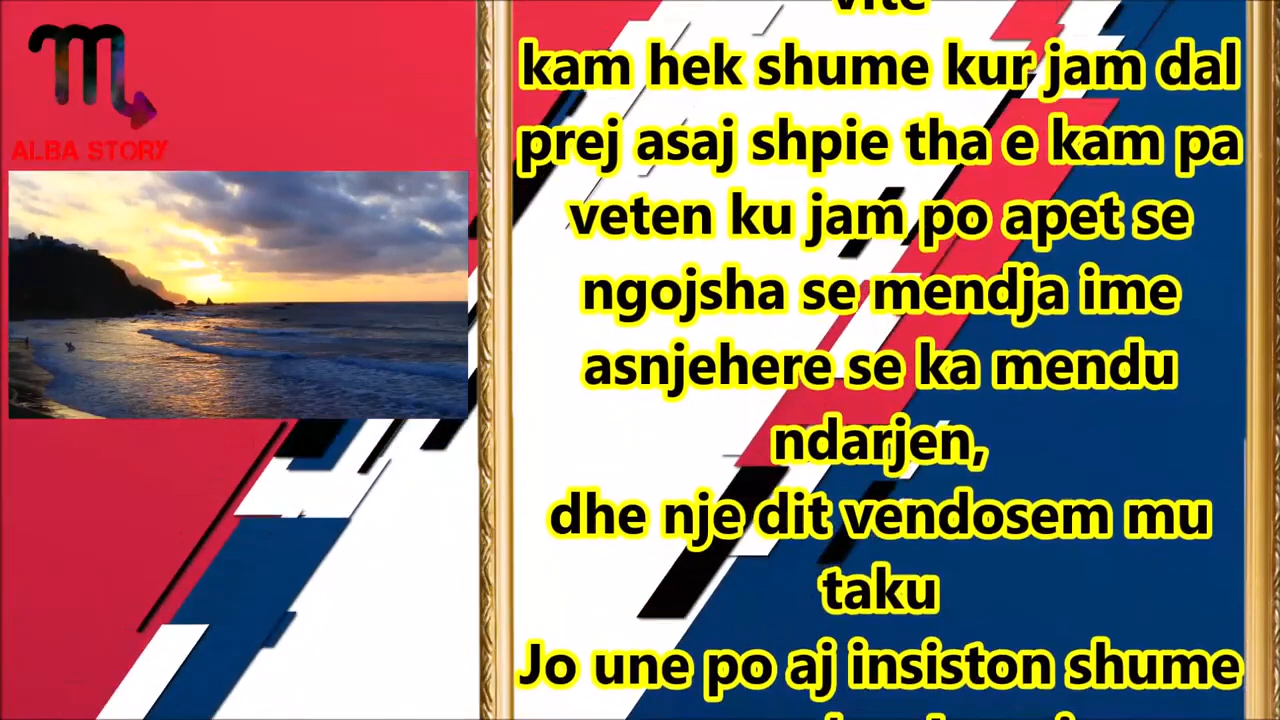 ALBA STORY
vite
kam hek shume kur jam dal
prej asaj shpie tha e kam pa
veten ku jam po apet se
ngojsha se mendja ime
asnjehere se ka mendu
ndarjen,
dhe nje dit vendosem mu
taku
Jo une po aj insiston shume